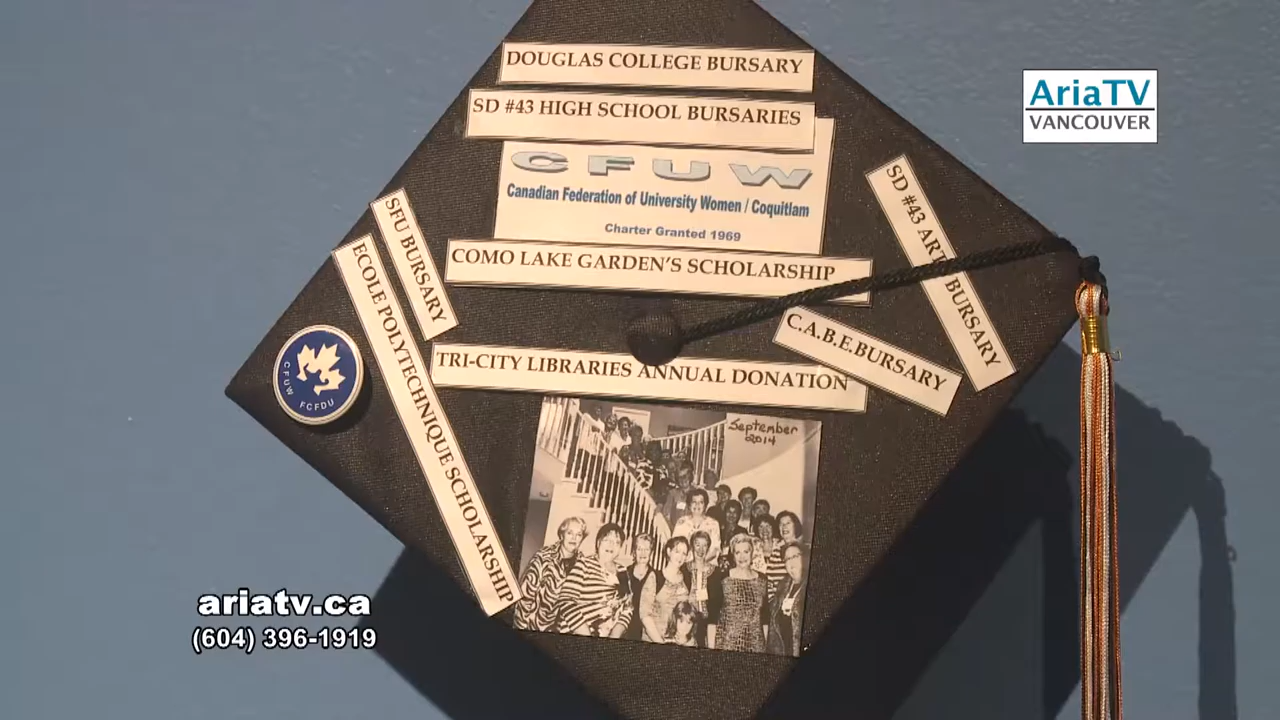 DOUGLAS COLLEGE BURSARY
SD #43 HIGH SCHOOL BURSARIES
CFUW
Canadian Federation of University Women / Coquitlam
Charter Granted 1969
COMO LAKE GARDEN'S SCHOLARSHIP
TRI-CITY LIBRARIES ANNUAL DONATION
SFU BURSARY
ECOLE POLYTECHNIQUE SCHOLARSHIP
CFUW
FCFDU
SD #43 ART BURSARY
C.A.B.E.BURSARY
September
2014
AriaTV
VANCOUVER
ariatv.ca
(604) 396-1919